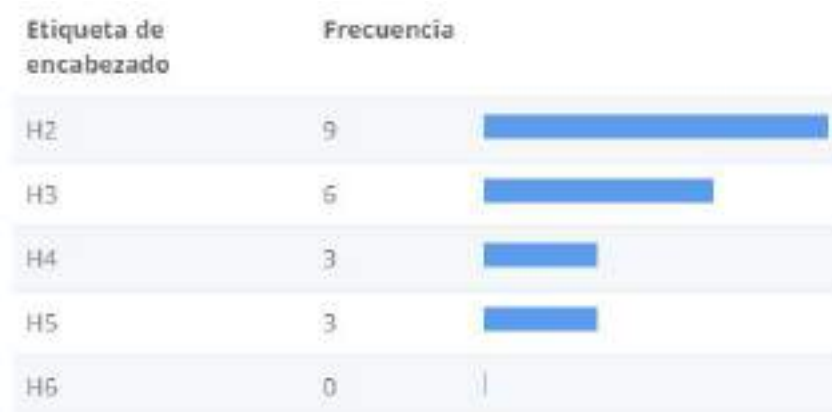 Etiqueta de
encabezado
Frecuencia
H2 9
H3 6
H4 3
H5 3
H6 0